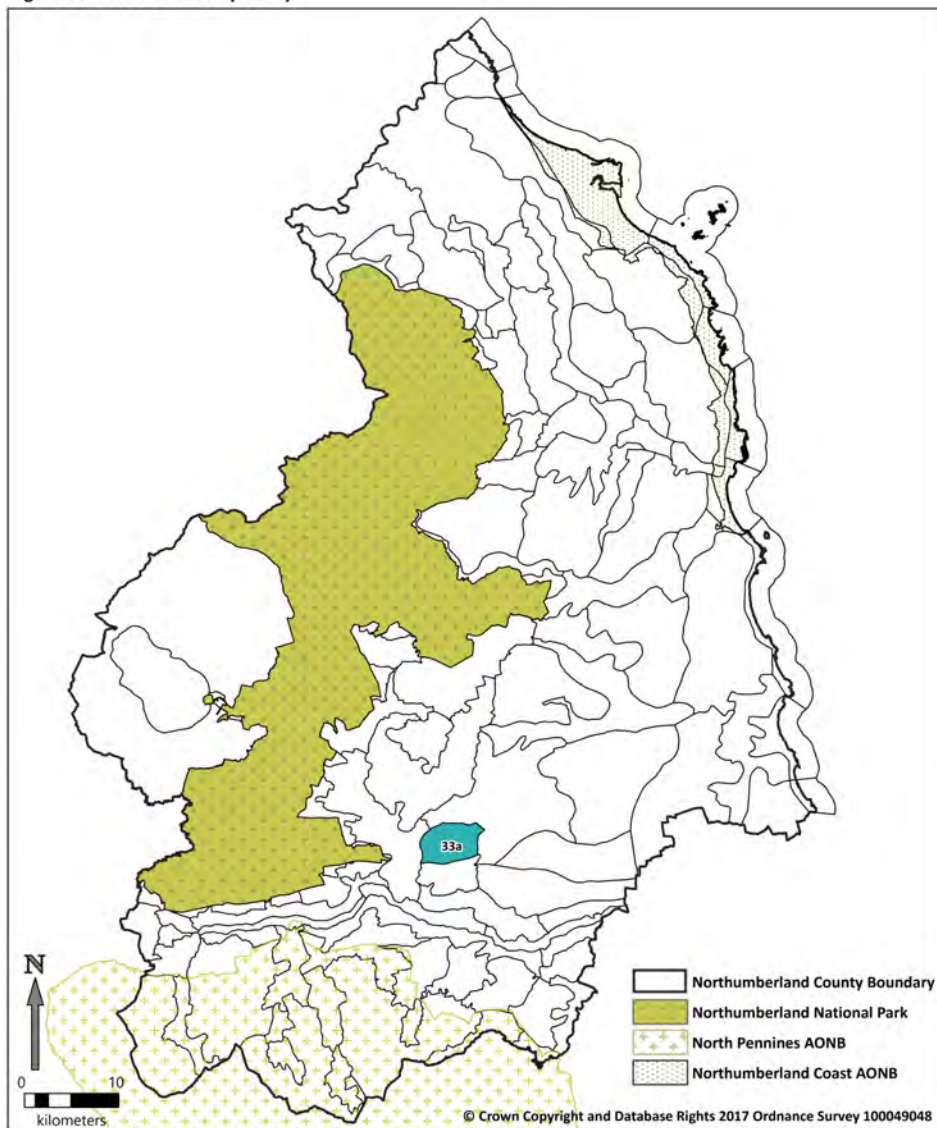 33a
N
0 10
kilometers
Northumberland County Boundary
Northumberland National Park
North Pennines AONB
Northumberland Coast AONB
© Crown Copyright and Database Rights 2017 Ordnance Survey 100049048